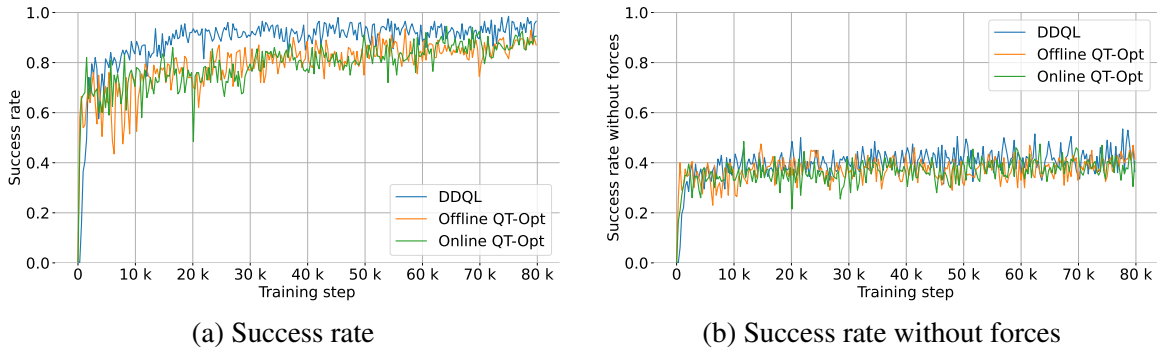 1.0
0.8
0.6
0.4
0.2
0.0
Success rate
DDQL
Offline QT-Opt
Online QT-Opt
0 10 k 20 k 30 k 40 k 50 k 60 k 70 k 80 k
Training step
(a) Success rate
1.0
0.8
0.6
0.4
0.2
0.0
Success rate without forces
DDQL
Offline QT-Opt
Online QT-Opt
0 10 k 20 k 30 k 40 k 50 k 60 k 70 k 80 k
Training step
(b) Success rate without forces